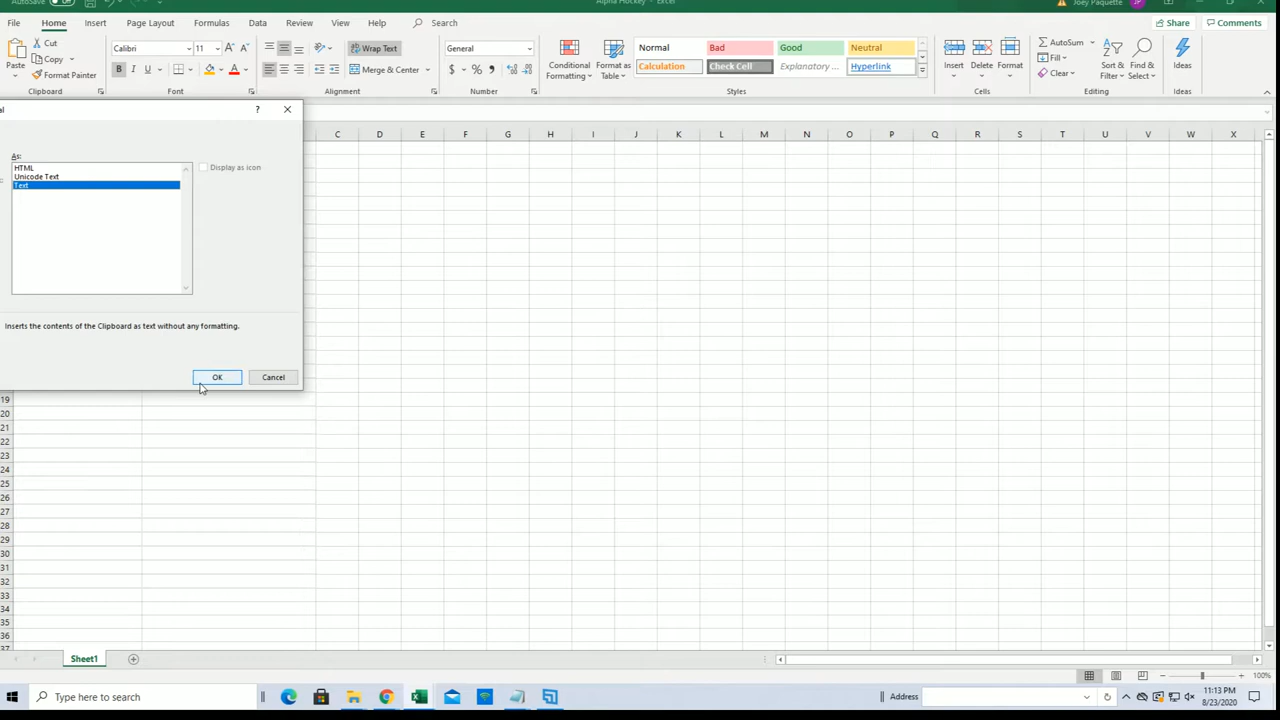 AutoSave Off Alpha Hockey - Excel Joey Paquette JP
File Home Insert Page Layout Formulas Data Review View Help Search Share Comments
Paste Cut Copy Format Painter
Calibri 11 A A
B I U A
Wrap Text
Merge & Center
General
$ % ,
Conditional Formatting
Format as Table
Normal Bad Good Neutral
Calculation Check Cell Explanatory ... Hyperlink
Insert Delete Format
AutoSum
Fill
Clear
Sort & Filter
Find & Select
Ideas
Clipboard Font Alignment Number Styles Cells Editing Ideas
al ?
C D E F G H I J K L M N O P Q R S T U V W X
As:
HTML
Unicode Text
Text
Display as icon
Inserts the contents of the Clipboard as text without any formatting.
OK Cancel
19
20
21
22
23
24
25
26
27
28
29
30
31
32
33
34
35
36
37
Sheet1
100%
Type here to search
Address
11:13 PM
8/23/2020